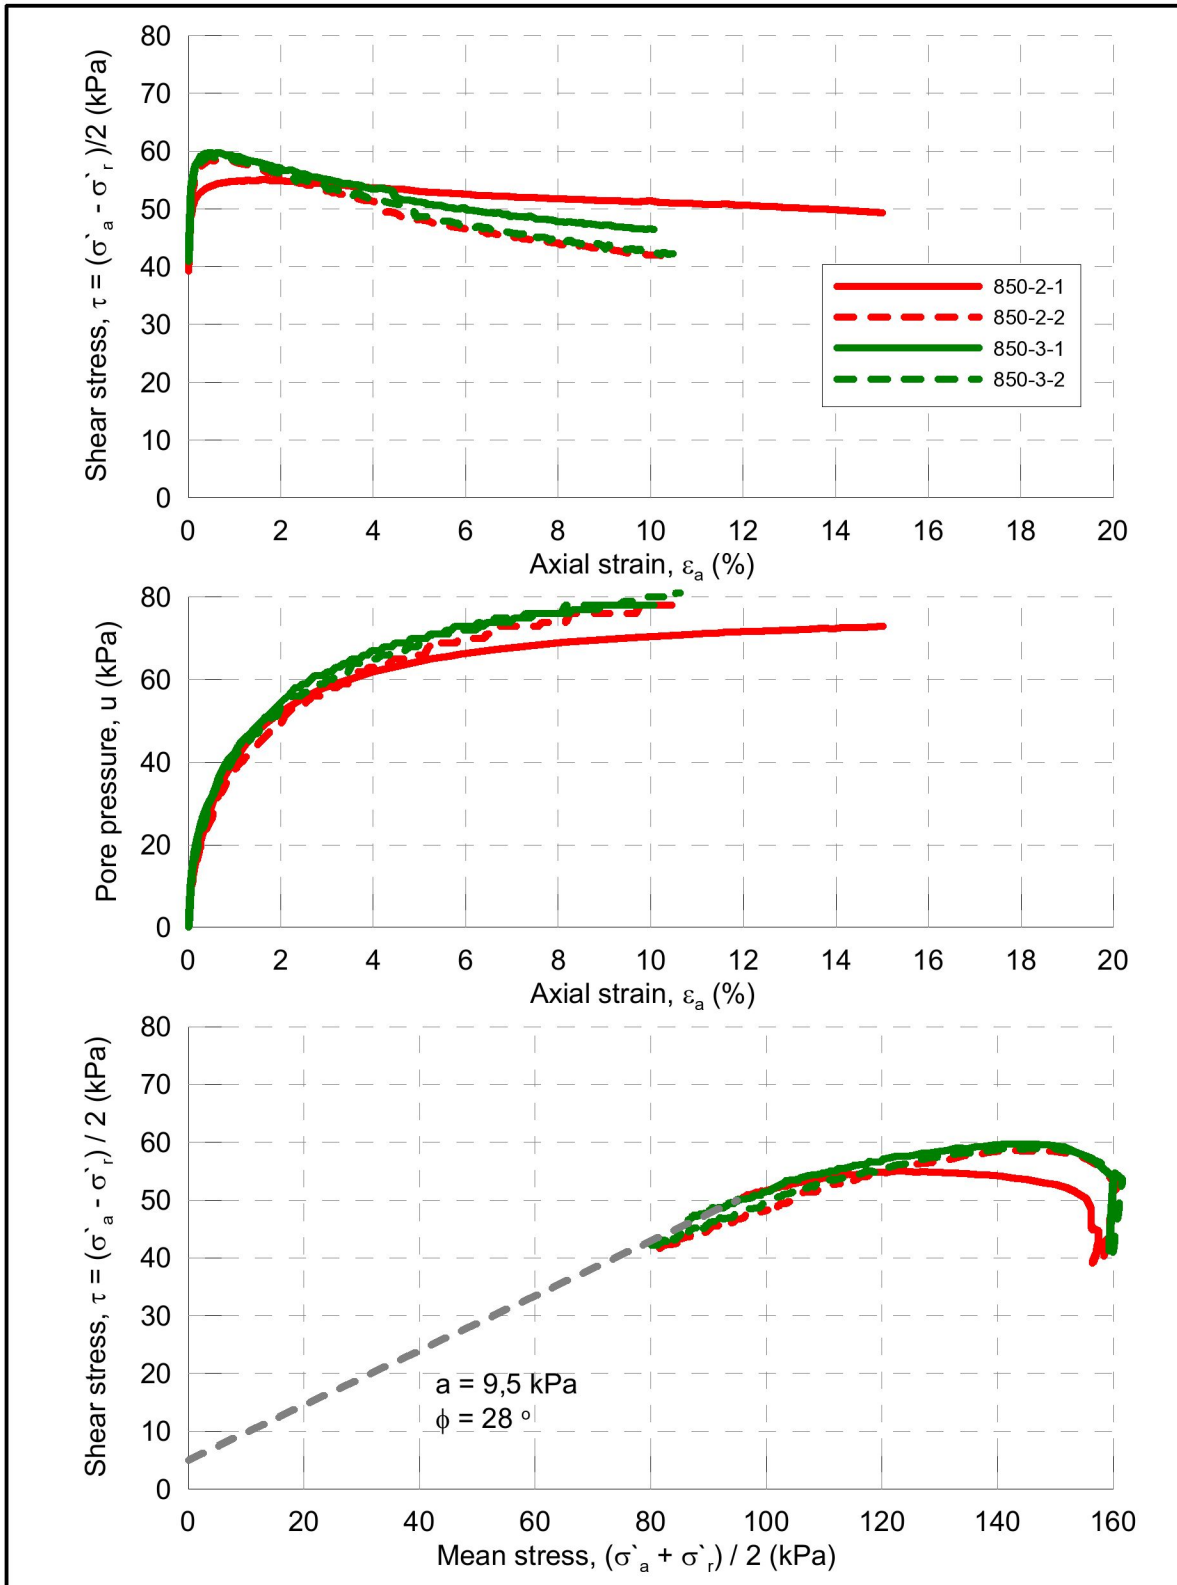 Shear stress, τ = (σ`a - σ`r )/2 (kPa)
80
70
60
50
40
30
20
10
0
850-2-1
850-2-2
850-3-1
850-3-2
0 2 4 6 8 10 12 14 16 18 20
Axial strain, εa (%)
Pore pressure, u (kPa)
80
60
40
20
0
0 2 4 6 8 10 12 14 16 18 20
Axial strain, εa (%)
Shear stress, τ = (σ`a - σ`r) / 2 (kPa)
80
70
60
50
40
30
20
10
0
a = 9,5 kPa
ϕ = 28 o
0 20 40 60 80 100 120 140 160
Mean stress, (σ`a + σ`r) / 2 (kPa)